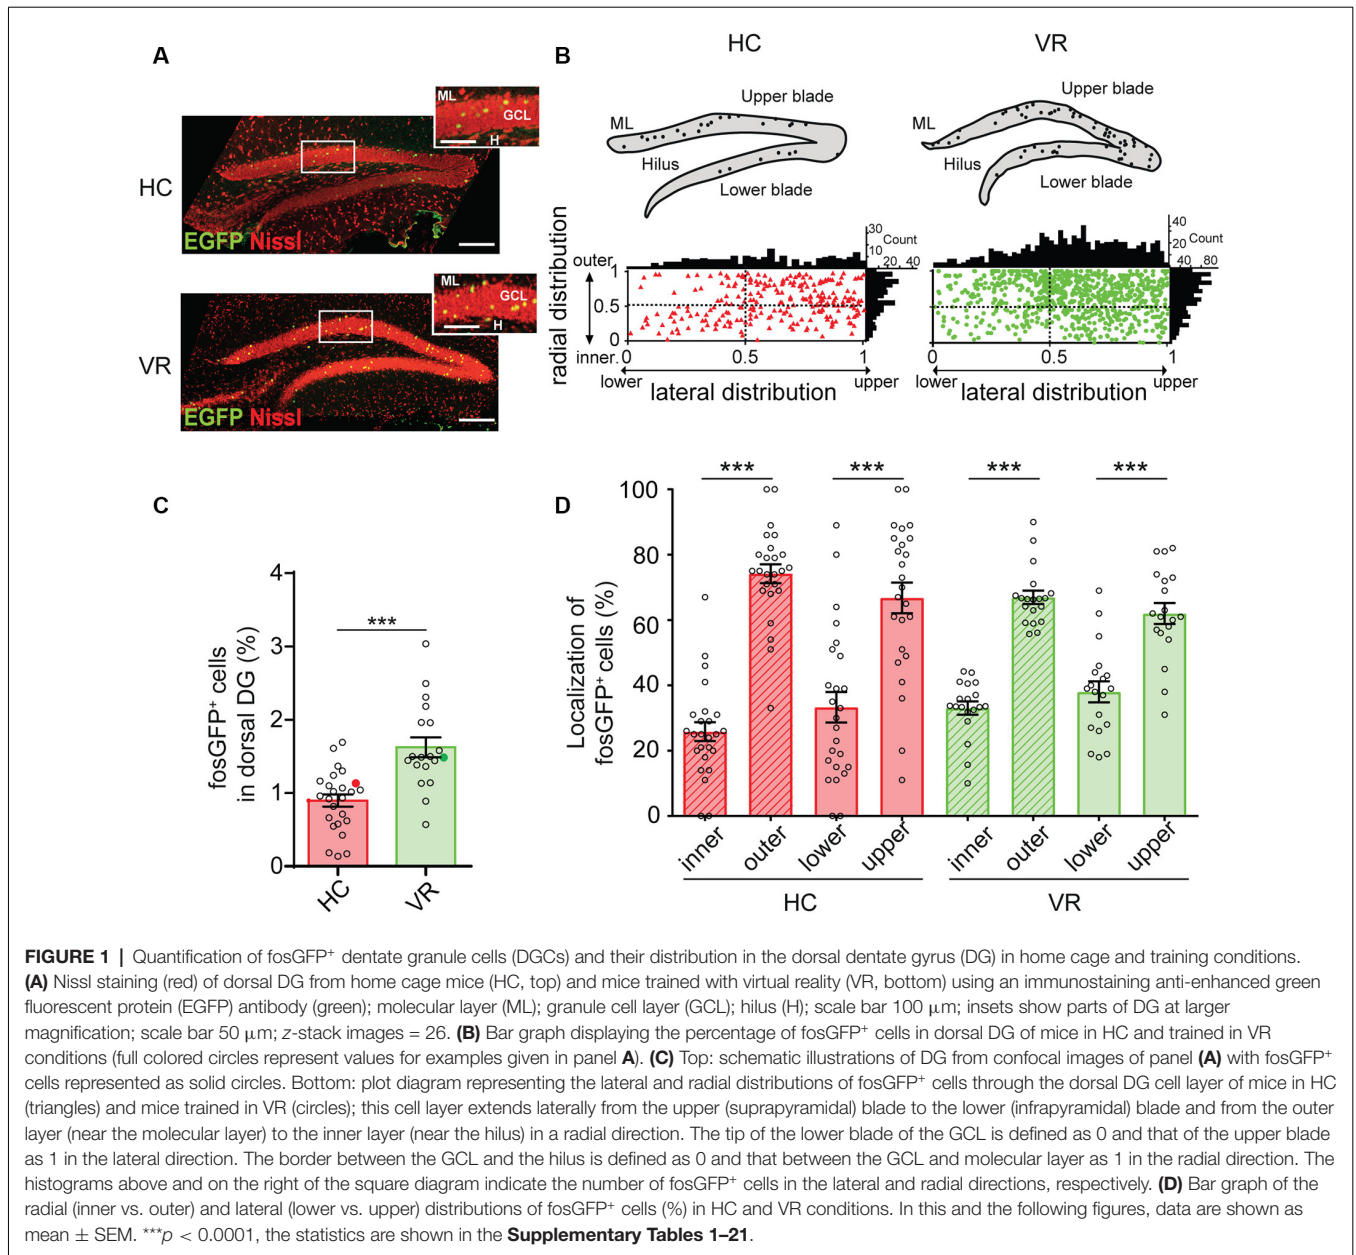 A
HC
ML
GCL
H
EGFP Nissl
VR
ML
GCL
H
EGFP Nissl
B
HC
VR
Upper blade
ML
Hilus
Lower blade
Upper blade
ML
Hilus
Lower blade
radial distribution
outer
inner
1
0.5
0
30
10
Count
20 40
0 0.5 1
lower upper
lateral distribution
40
20
Count
40 80
0 0.5 1
lower upper
lateral distribution
C
fosGFP+ cells
in dorsal DG (%)
4
3
2
1
0
***
HC
VR
D
Localization of
fosGFP+ cells (%)
100
80
60
40
20
0
*** *** *** ***
inner outer lower upper inner outer lower upper
HC VR
FIGURE 1 | Quantification of fosGFP+ dentate granule cells (DGCs) and their distribution in the dorsal dentate gyrus (DG) in home cage and training conditions.
(A) Nissl staining (red) of dorsal DG from home cage mice (HC, top) and mice trained with virtual reality (VR, bottom) using an immunostaining anti-enhanced green
fluorescent protein (EGFP) antibody (green); molecular layer (ML); granule cell layer (GCL); hilus (H); scale bar 100 μm; insets show parts of DG at larger
magnification; scale bar 50 μm; z-stack images = 26. (B) Bar graph displaying the percentage of fosGFP+ cells in dorsal DG of mice in HC and trained in VR
conditions (full colored circles represent values for examples given in panel A). (C) Top: schematic illustrations of DG from confocal images of panel (A) with fosGFP+
cells represented as solid circles. Bottom: plot diagram representing the lateral and radial distributions of fosGFP+ cells through the dorsal DG cell layer of mice in HC
(triangles) and mice trained in VR (circles); this cell layer extends laterally from the upper (suprapyramidal) blade to the lower (infrapyramidal) blade and from the outer
layer (near the molecular layer) to the inner layer (near the hilus) in a radial direction. The tip of the lower blade of the GCL is defined as 0 and that of the upper blade
as 1 in the lateral direction. The border between the GCL and the hilus is defined as 0 and that between the GCL and molecular layer as 1 in the radial direction. The
histograms above and on the right of the square diagram indicate the number of fosGFP+ cells in the lateral and radial directions, respectively. (D) Bar graph of the
radial (inner vs. outer) and lateral (lower vs. upper) distributions of fosGFP+ cells (%) in HC and VR conditions. In this and the following figures, data are shown as
mean ± SEM. ***p < 0.0001, the statistics are shown in the Supplementary Tables 1–21.